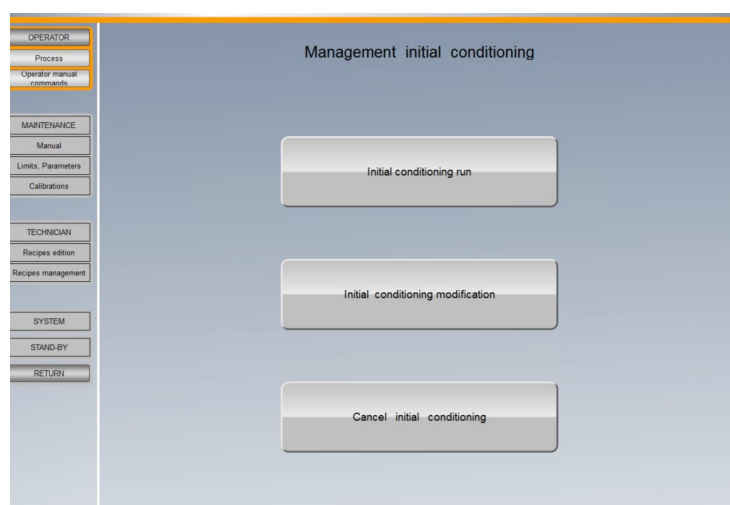 OPERATOR
Process
Operator manual
commands
MAINTENANCE
Manual
Limits, Parameters
Calibrations
TECHNICIAN
Recipes edition
Recipes management
SYSTEM
STAND-BY
RETURN
Management initial conditioning
Initial conditioning run
Initial conditioning modification
Cancel initial conditioning